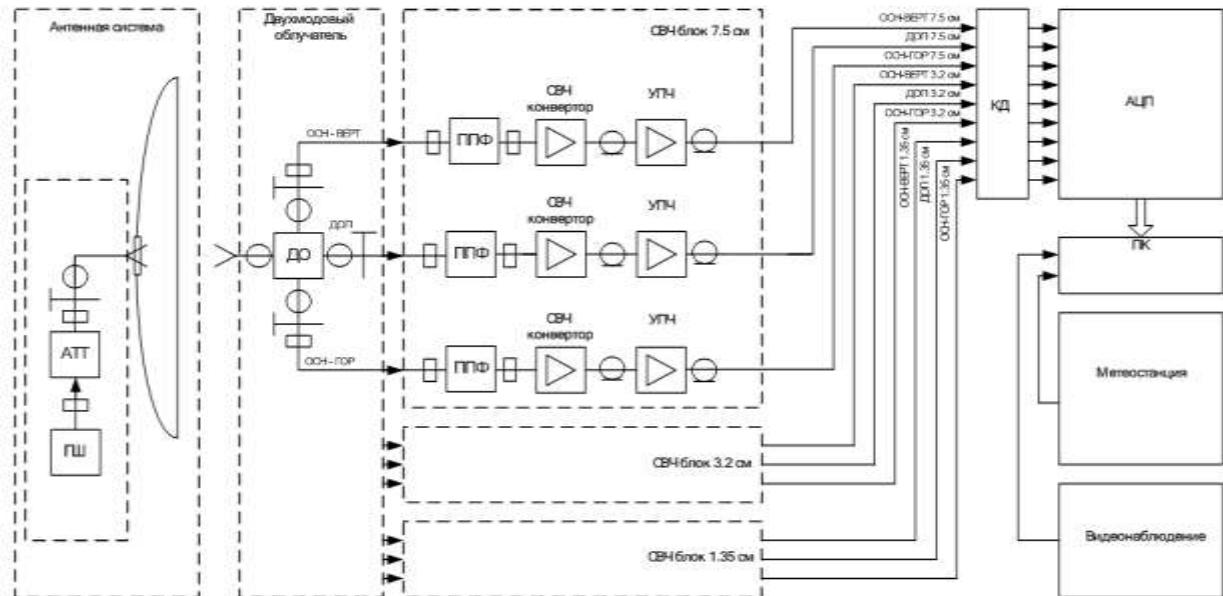 Антенная система
Двухмодовый
облучатель
СВЧ блок 7.5 см
ОСН-ВЕРТ 7.5 см
ДОП 7.5 см
ОСН-ГОР 7.5 см
ОСН-ВЕРТ 3.2 см
ДОП 3.2 см
ОСН-ГОР 3.2 см
ОСН-ВЕРТ 1.35 см
ДОП 1.35 см
ОСН-ГОР 1.35 см
КД
АЦП
ПК
Метеостанция
Видеонаблюдение
ОСН - ВЕРТ
ППФ
СВЧ
конвертор
УПЧ
ДОП
ДО
ППФ
СВЧ
конвертор
УПЧ
ОСН - ГОР
ППФ
СВЧ
конвертор
УПЧ
АТТ
ГШ
СВЧ блок 3.2 см
СВЧ блок 1.35 см